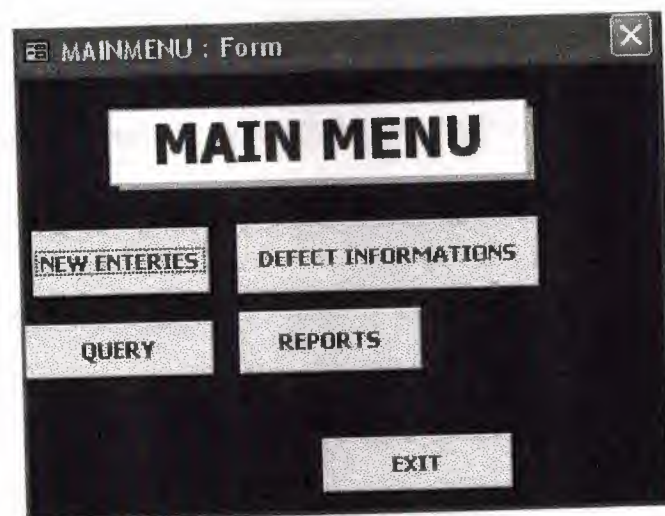 MAINMENU : Form
MAIN MENU
NEW ENTERIES DEFECT INFORMATIONS
QUERY REPORTS
EXIT